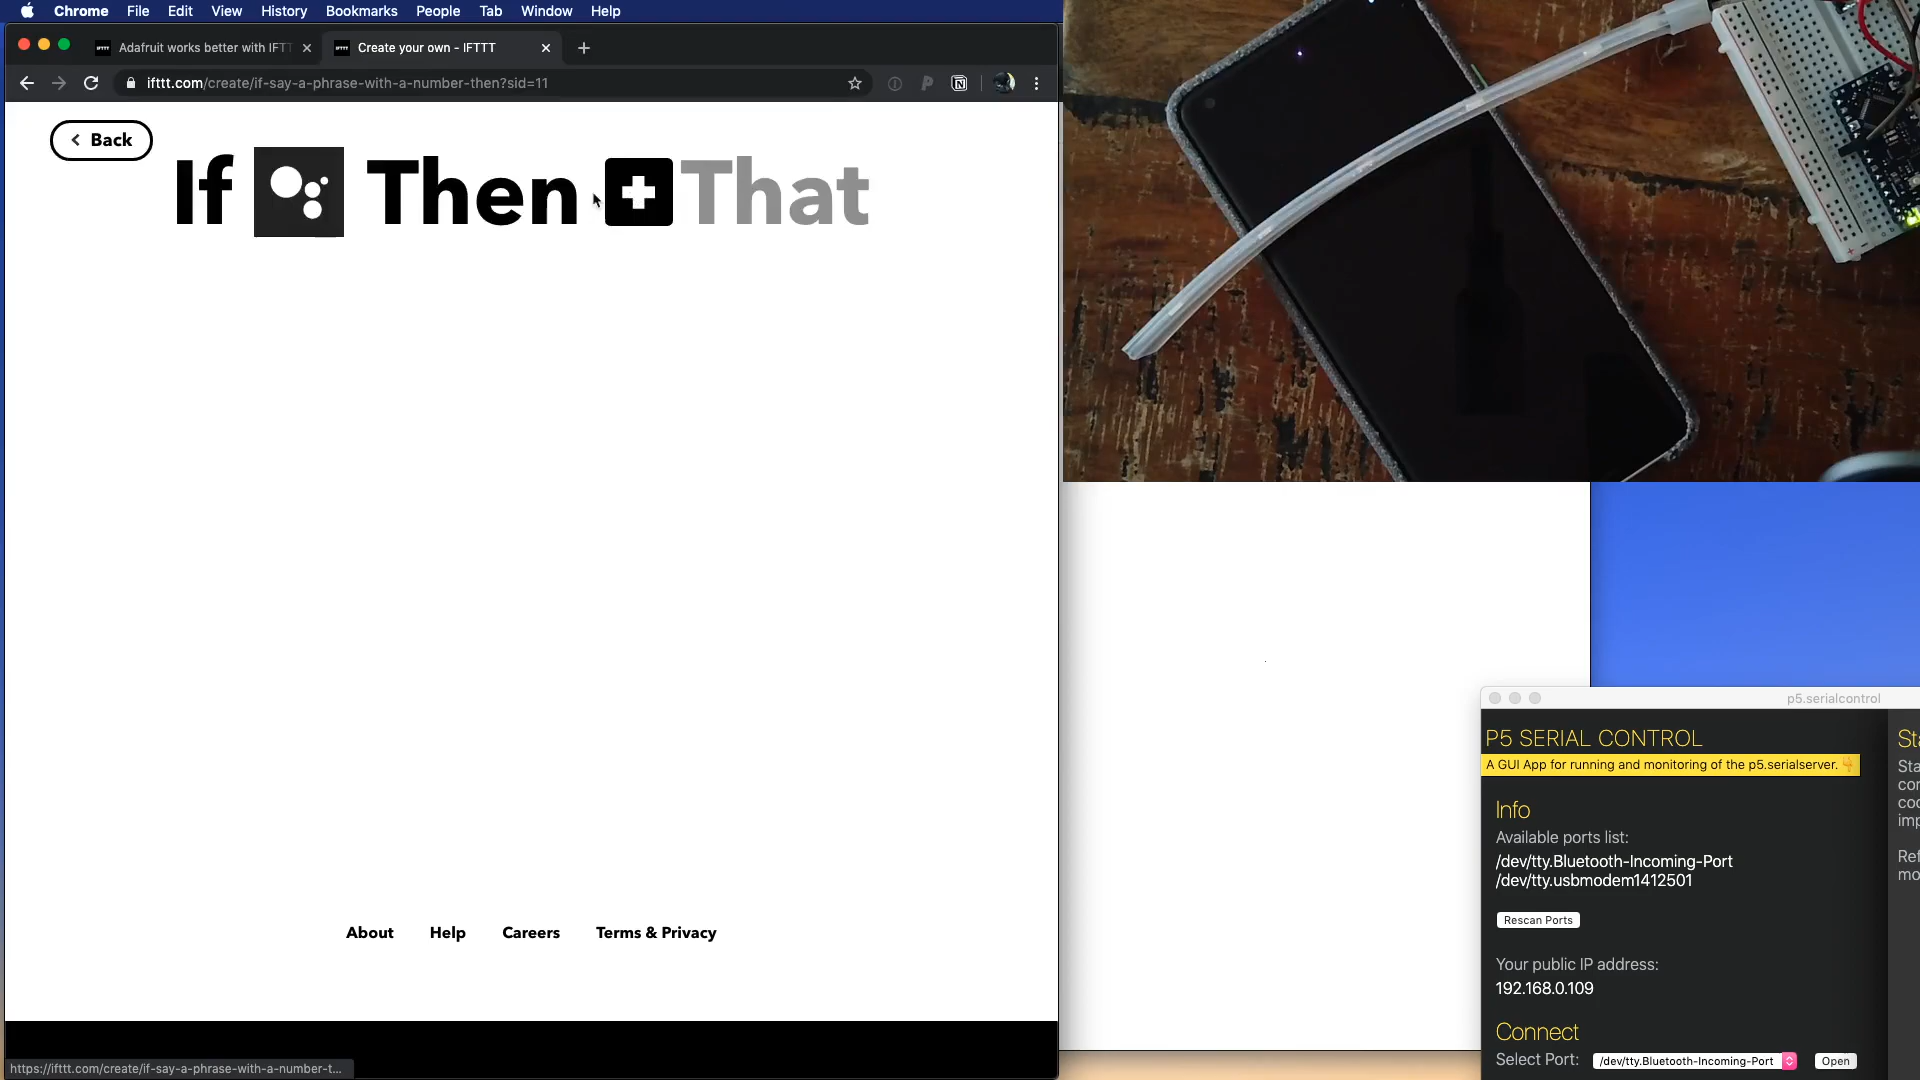 Chrome File Edit View History Bookmarks People Tab Window Help
IFTTT Adafruit works better with IFTT
IFTTT Create your own - IFTTT
ifttt.com/create/if-say-a-phrase-with-a-number-then?sid=11
Back
If Then That
About Help Careers Terms & Privacy
https://ifttt.com/create/if-say-a-phrase-with-a-number-t...
p5.serialcontrol
P5 SERIAL CONTROL
A GUI App for running and monitoring of the p5.serialserver.
Info
Available ports list:
/dev/tty.Bluetooth-Incoming-Port
/dev/tty.usbmodem1412501
Rescan Ports
Your public IP address:
192.168.0.109
Connect
Select Port: /dev/tty.Bluetooth-Incoming-Port Open